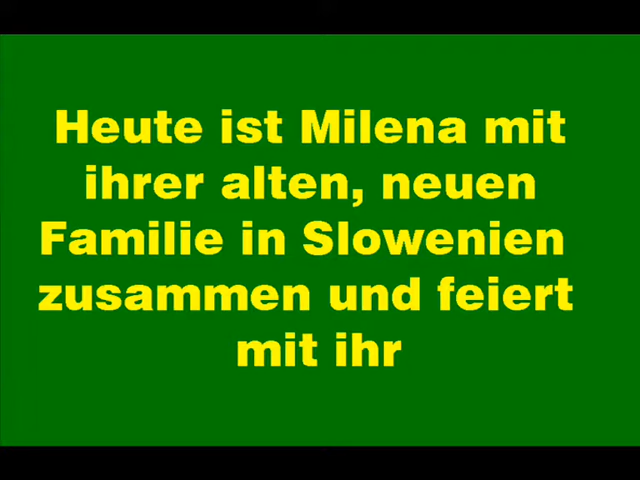 Heute ist Milena mit
ihrer alten, neuen
Familie in Slowenien
zusammen und feiert
mit ihr